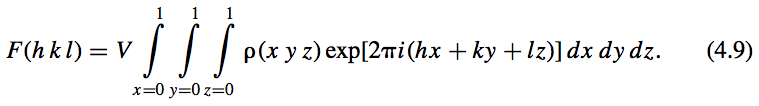 F(h k l) = V ∫_{x=0}^{1} ∫_{y=0}^{1} ∫_{z=0}^{1} ρ(x y z) exp[2πi(hx + ky + lz)] dx dy dz. (4.9)